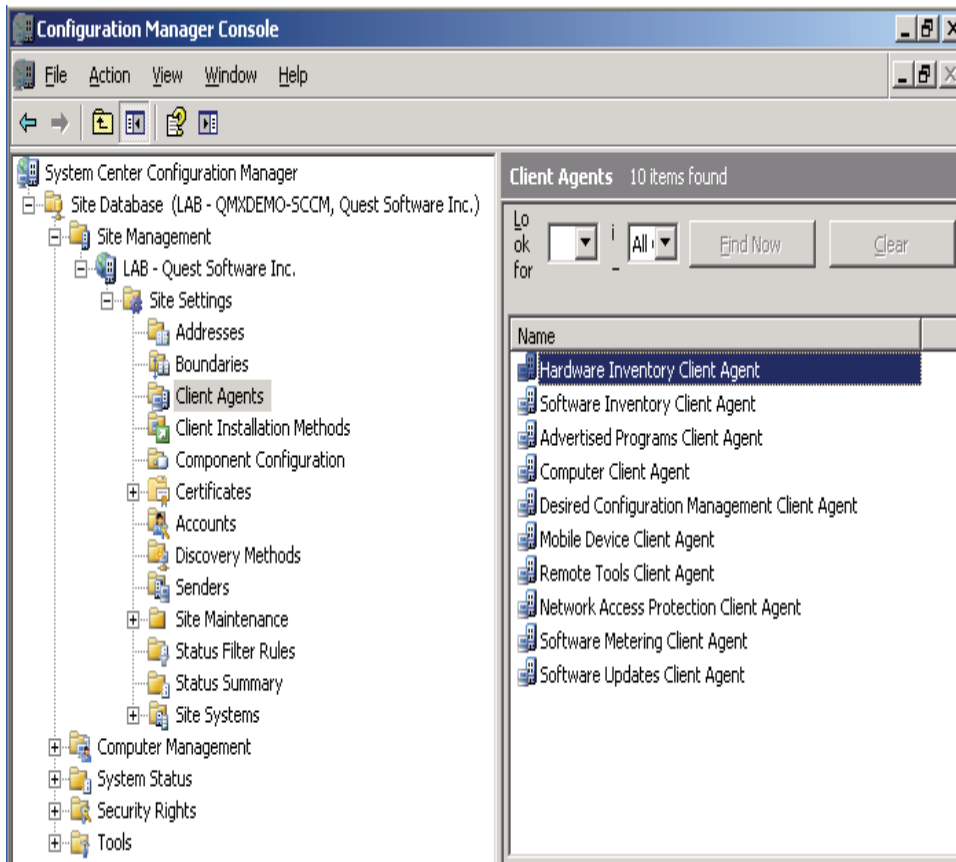 Configuration Manager Console
File Action View Window Help
System Center Configuration Manager
Site Database (LAB - QMXDEMO-SCCM, Quest Software Inc.)
Site Management
LAB - Quest Software Inc.
Site Settings
Addresses
Boundaries
Client Agents
Client Installation Methods
Component Configuration
Certificates
Accounts
Discovery Methods
Senders
Site Maintenance
Status Filter Rules
Status Summary
Site Systems
Computer Management
System Status
Security Rights
Tools
Client Agents 10 items found
Lo
ok
for
i
All
Find Now
Clear
Name
Hardware Inventory Client Agent
Software Inventory Client Agent
Advertised Programs Client Agent
Computer Client Agent
Desired Configuration Management Client Agent
Mobile Device Client Agent
Remote Tools Client Agent
Network Access Protection Client Agent
Software Metering Client Agent
Software Updates Client Agent